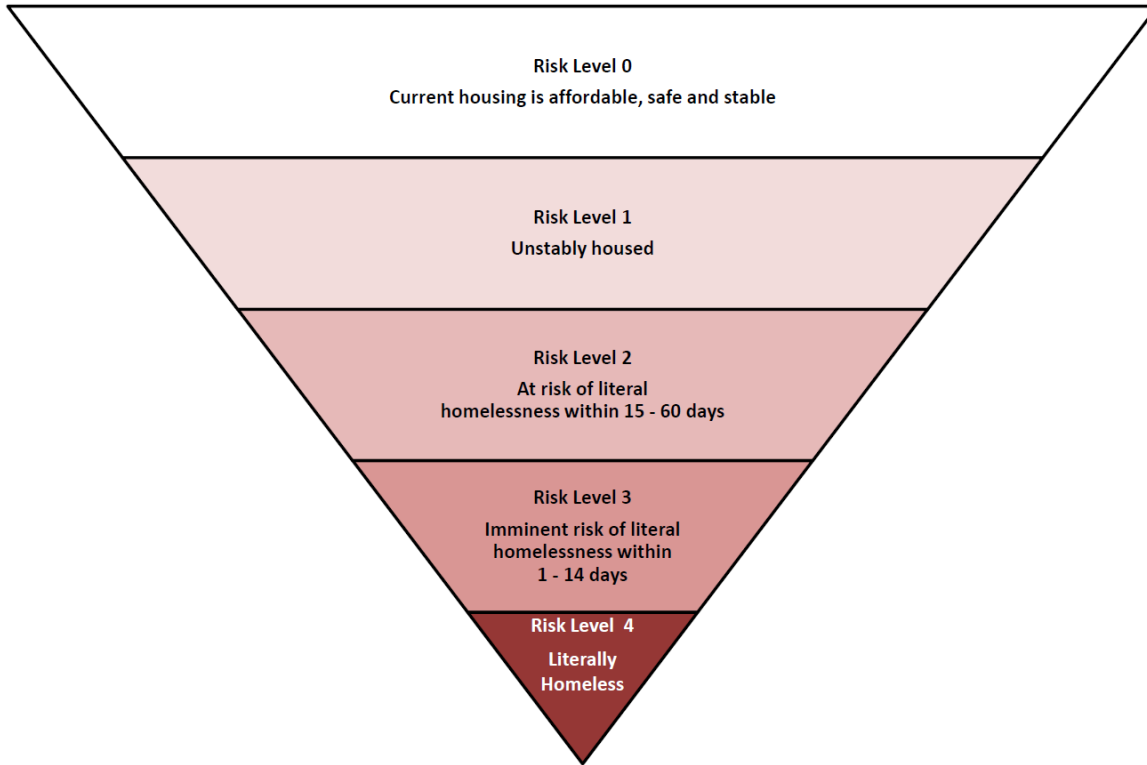 Risk Level 0
Current housing is affordable, safe and stable
Risk Level 1
Unstably housed
Risk Level 2
At risk of literal
homelessness within 15 - 60 days
Risk Level 3
Imminent risk of literal
homelessness within
1 - 14 days
Risk Level  4
Literally
Homeless